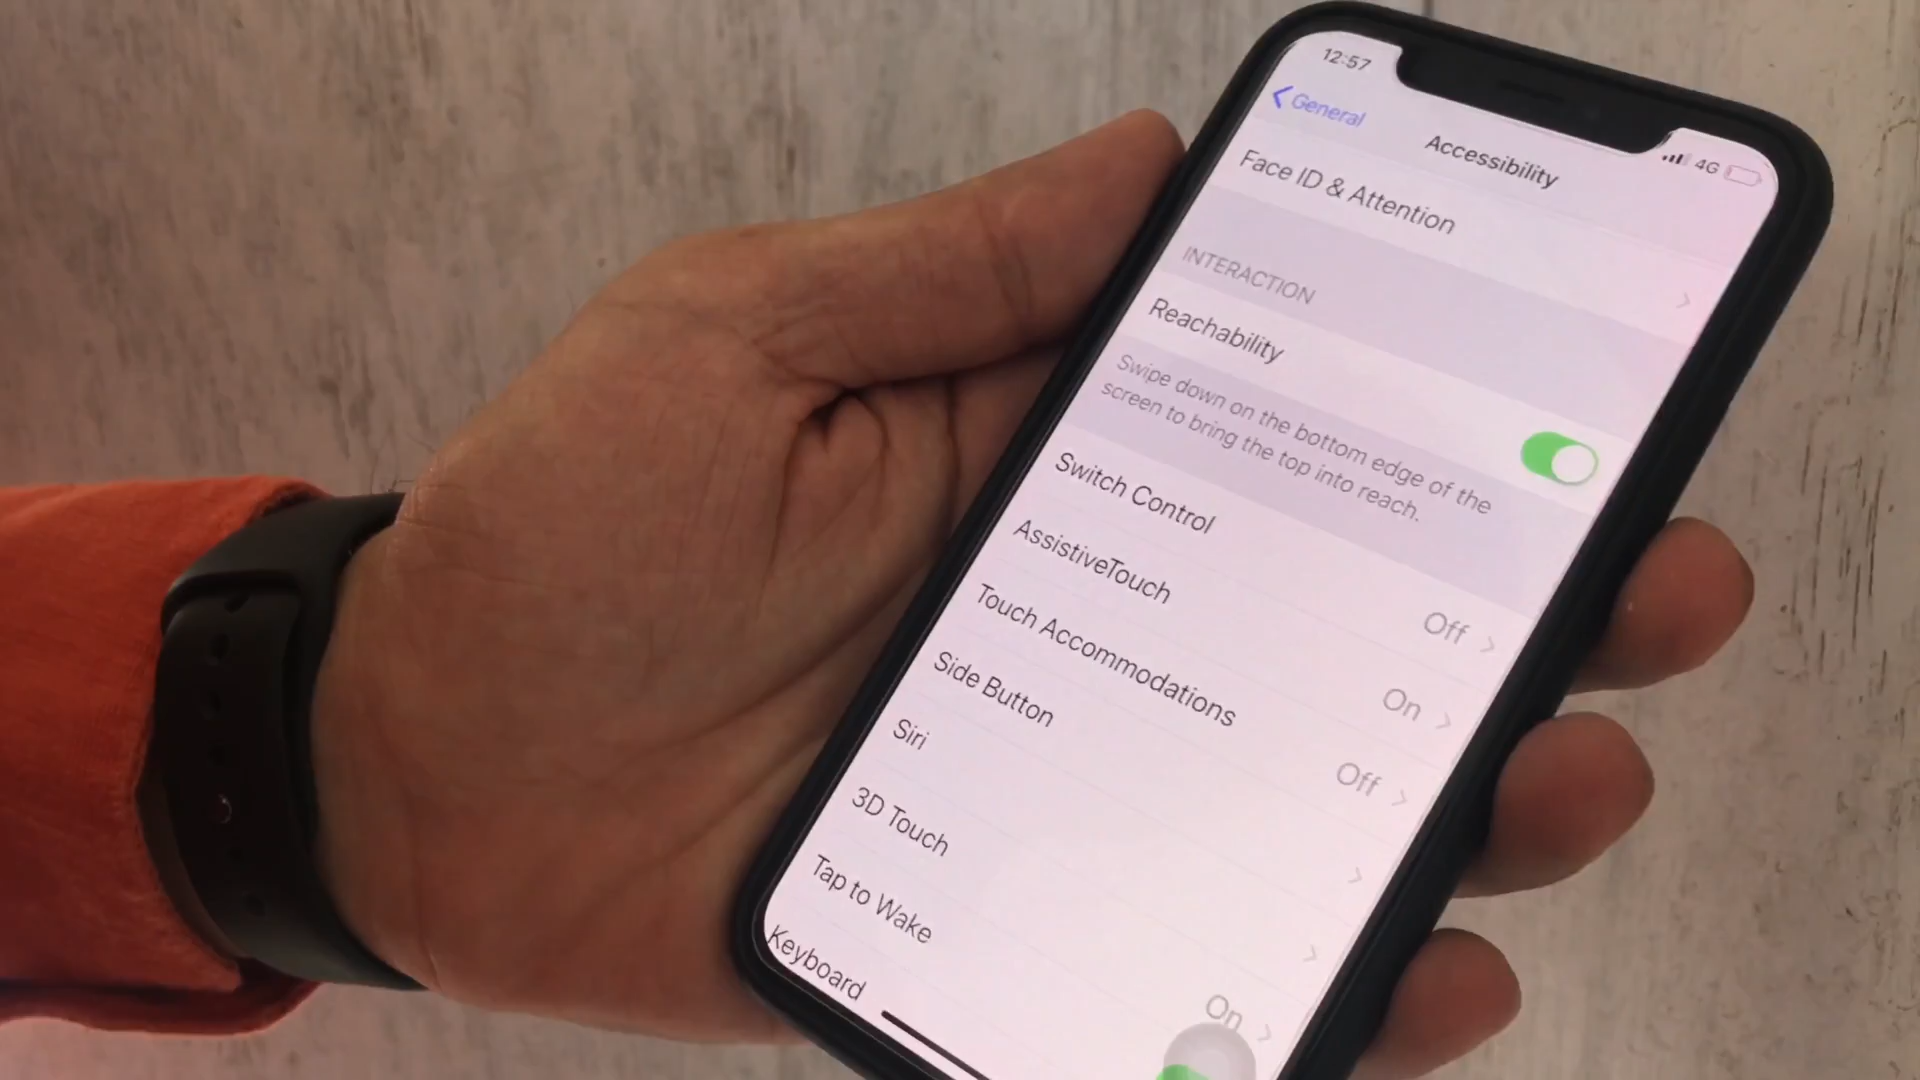 12:57
4G
General
Accessibility
Face ID & Attention
INTERACTION
Reachability
Swipe down on the bottom edge of the
screen to bring the top into reach.
Switch Control
Off
AssistiveTouch
On
Touch Accommodations
Off
Side Button
Siri
3D Touch
On
Tap to Wake
Keyboard